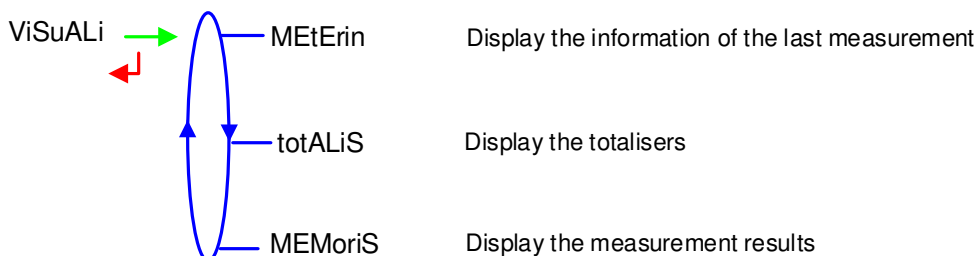 ViSuALi
MEtErin Display the information of the last measurement
totALiS Display the totalisers
MEMoriS Display the measurement results